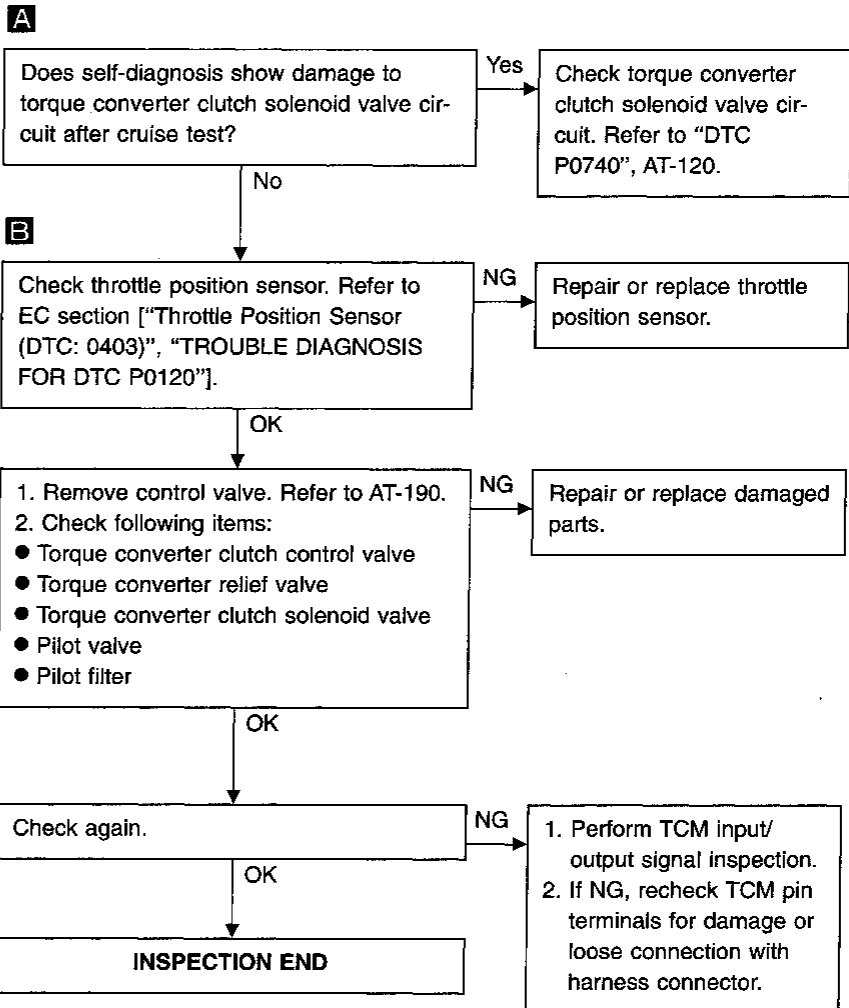 A
Does self-diagnosis show damage to
torque converter clutch solenoid valve cir-
cuit after cruise test?
Yes
Check torque converter
clutch solenoid valve cir-
cuit. Refer to “DTC
P0740”, AT-120.
No
B
Check throttle position sensor. Refer to
EC section [“Throttle Position Sensor
(DTC: 0403)”, “TROUBLE DIAGNOSIS
FOR DTC P0120”].
NG
Repair or replace throttle
position sensor.
OK
1. Remove control valve. Refer to AT-190.
2. Check following items:
● Torque converter clutch control valve
● Torque converter relief valve
● Torque converter clutch solenoid valve
● Pilot valve
● Pilot filter
NG
Repair or replace damaged
parts.
OK
Check again.
NG
1. Perform TCM input/
output signal inspection.
2. If NG, recheck TCM pin
terminals for damage or
loose connection with
harness connector.
OK
INSPECTION END